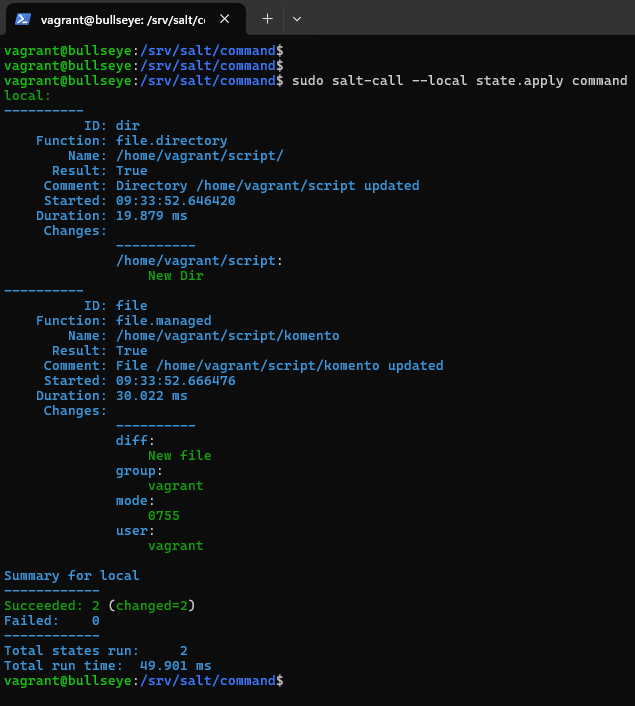 vagrant@bullseye: /srv/salt/co
vagrant@bullseye:/srv/salt/command$
vagrant@bullseye:/srv/salt/command$
vagrant@bullseye:/srv/salt/command$ sudo salt-call --local state.apply command
local:
----------
          ID: dir
    Function: file.directory
        Name: /home/vagrant/script/
      Result: True
     Comment: Directory /home/vagrant/script updated
     Started: 09:33:52.646420
    Duration: 19.879 ms
     Changes:
              ----------
              /home/vagrant/script:
                  New Dir
----------
          ID: file
    Function: file.managed
        Name: /home/vagrant/script/komento
      Result: True
     Comment: File /home/vagrant/script/komento updated
     Started: 09:33:52.666476
    Duration: 30.022 ms
     Changes:
              ----------
              diff:
                  New file
              group:
                  vagrant
              mode:
                  0755
              user:
                  vagrant

Summary for local
------------
Succeeded: 2 (changed=2)
Failed:    0
------------
Total states run:     2
Total run time:  49.901 ms
vagrant@bullseye:/srv/salt/command$